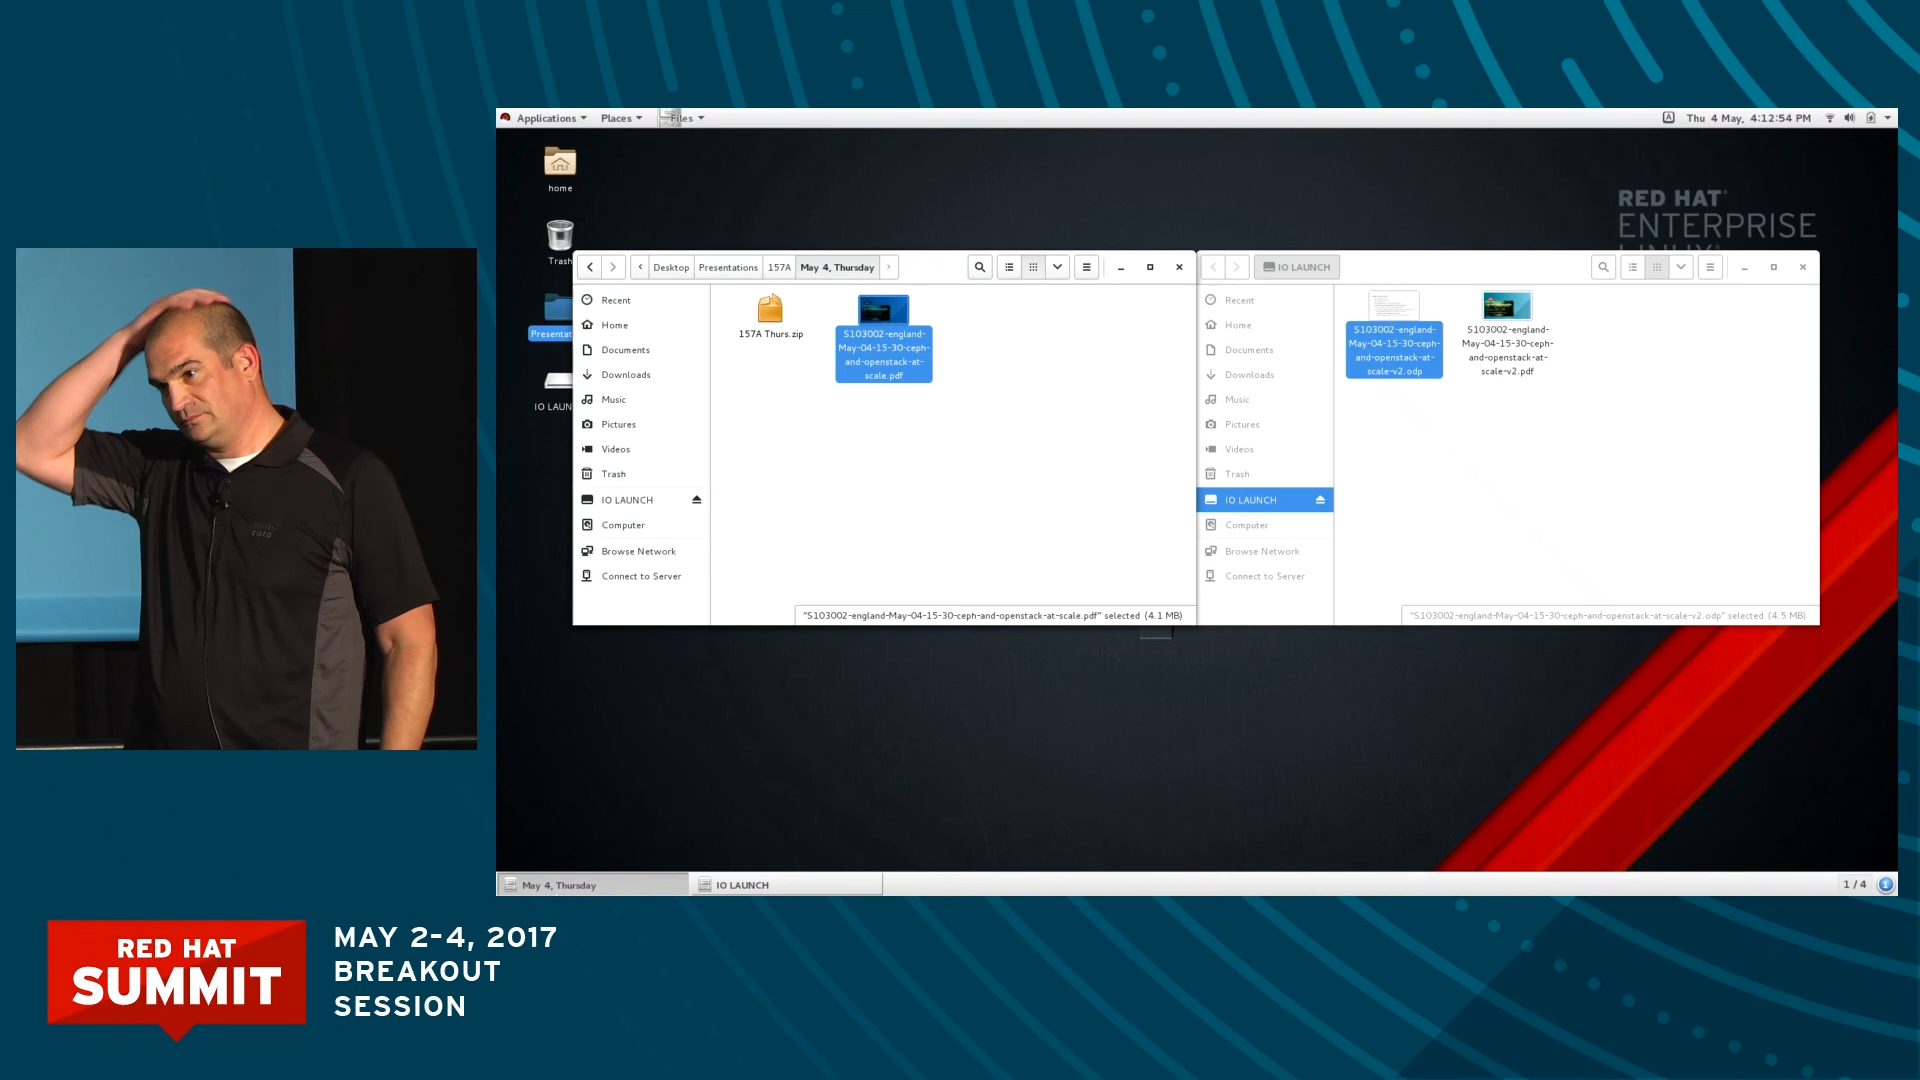 Applications
Places
Files
Thu 4 May, 4:12:54 PM
home
Trash
Presentat
IO LAUN
RED HAT
ENTERPRISE
LINUX
Desktop
Presentations
157A
May 4, Thursday
Recent
Home
Documents
Downloads
Music
Pictures
Videos
Trash
IO LAUNCH
Computer
Browse Network
Connect to Server
157A Thurs.zip
S103002-england-
May-04-15-30-ceph-
and-openstack-at-
scale.pdf
"S103002-england-May-04-15-30-ceph-and-openstack-at-scale.pdf" selected (4.1 MB)
IO LAUNCH
Recent
Home
Documents
Downloads
Music
Pictures
Videos
Trash
IO LAUNCH
Computer
Browse Network
Connect to Server
S103002-england-
May-04-15-30-ceph-
and-openstack-at-
scale-v2.odp
S103002-england-
May-04-15-30-ceph-
and-openstack-at-
scale-v2.pdf
"S103002-england-May-04-15-30-ceph-and-openstack-at-scale-v2.odp" selected (4.5 MB)
May 4, Thursday
IO LAUNCH
1 / 4
cisco
RED HAT
SUMMIT
MAY 2-4, 2017
BREAKOUT
SESSION